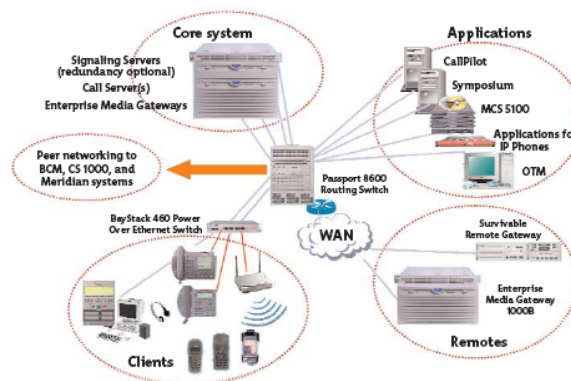 Core system
Signaling Servers
(redundancy optional)
Call Server(s)
Enterprise Media Gateways
Applications
CallPilot
Symposium
MCS 5100
Applications for
IP Phones
OTM
Peer networking to
BCM, CS 1000, and
Meridian systems
Passport 8600
Routing Switch
BayStack 460 Power
Over Ethernet Switch
WAN
Survivable
Remote Gateway
Enterprise
Media Gateway
1000B
Clients
Remotes